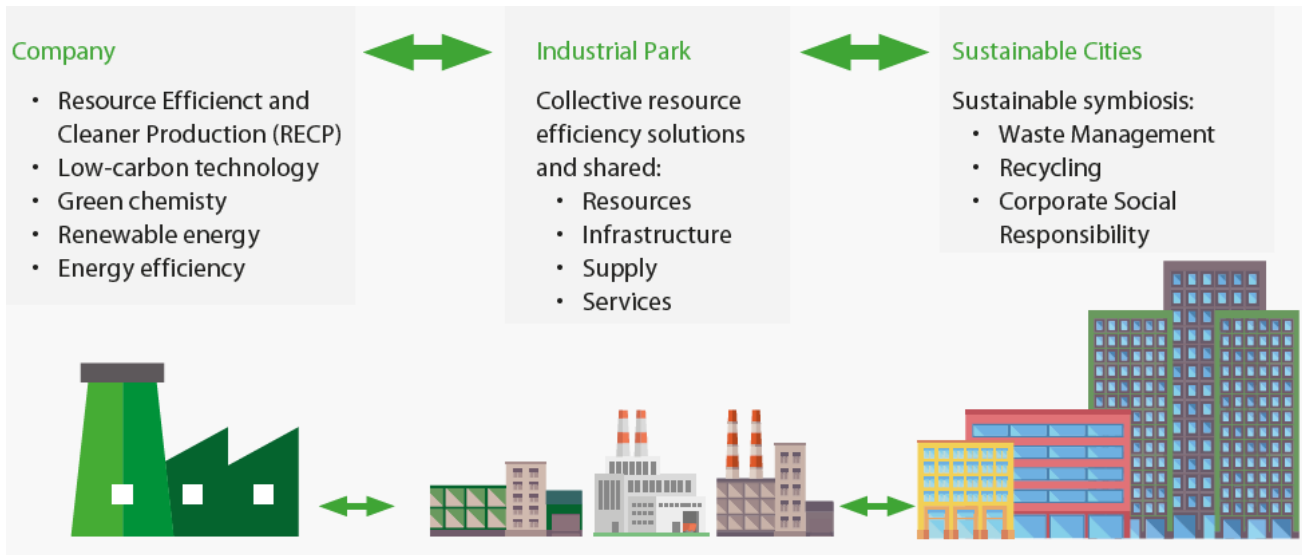 Company
• Resource Efficienct and
Cleaner Production (RECP)
• Low-carbon technology
• Green chemisty
• Renewable energy
• Energy efficiency
Industrial Park
Collective resource
efficiency solutions
and shared:
• Resources
• Infrastructure
• Supply
• Services
Sustainable Cities
Sustainable symbiosis:
• Waste Management
• Recycling
• Corporate Social
Responsibility